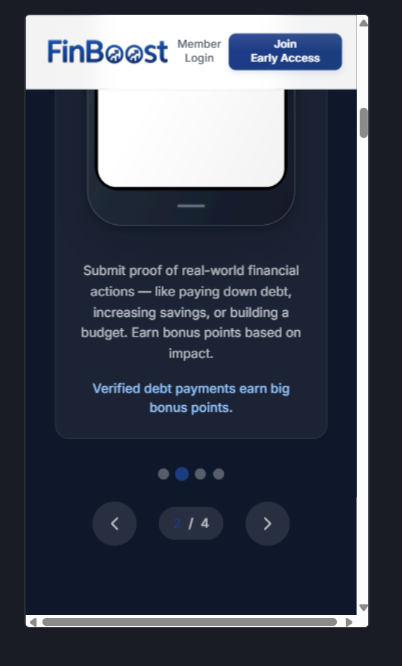 FinBoost
Member
Login
Join
Early Access
Submit proof of real-world financial
actions — like paying down debt,
increasing savings, or building a
budget. Earn bonus points based on
impact.
Verified debt payments earn big
bonus points.
2 / 4